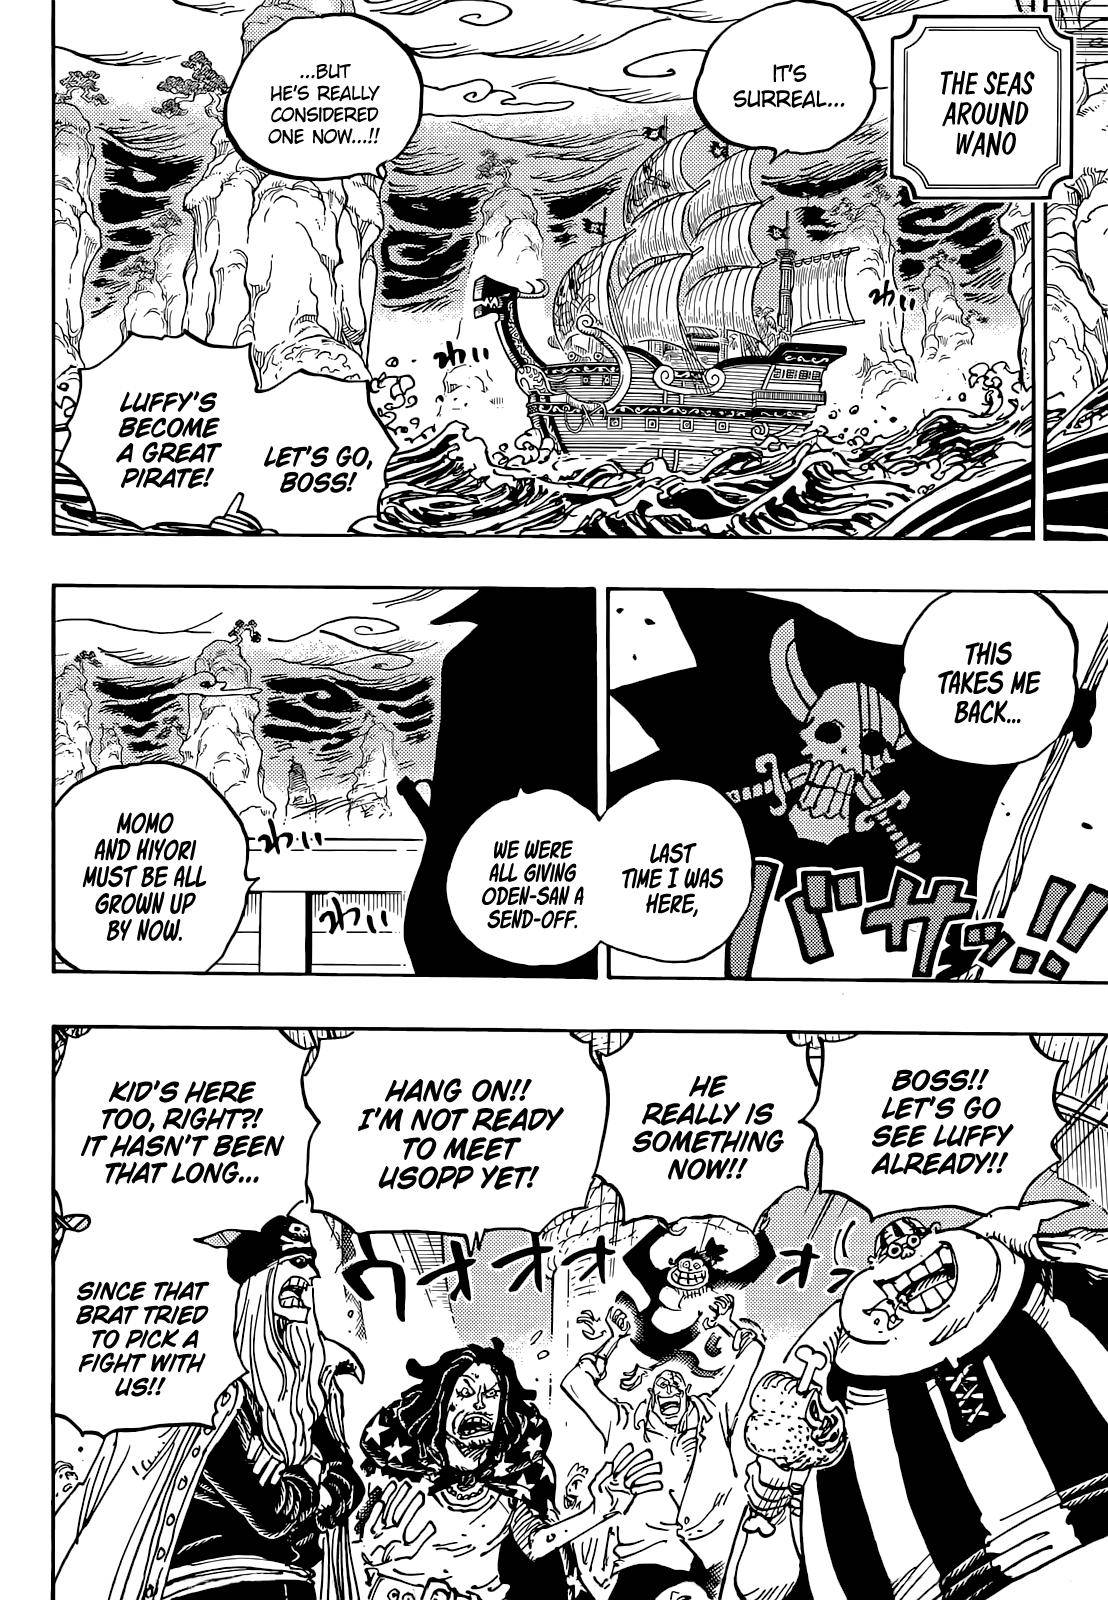 THE SEAS
AROUND
WANO
IT'S
SURREAL...
...BUT
HE'S REALLY
CONSIDERED
ONE NOW...!!
わ''
わ''
LET'S GO,
BOSS!
LUFFY'S
BECOME
A GREAT
PIRATE!
THIS
TAKES ME
BACK...
バサッ!!
LAST
TIME I WAS
HERE,
WE WERE
ALL GIVING
ODEN-SAN A
SEND-OFF.
MOMO
AND HIYORI
MUST BE ALL
GROWN UP
BY NOW.
わ''
わ''
BOSS!!
LET'S GO
SEE LUFFY
ALREADY!!
HE
REALLY IS
SOMETHING
NOW!!
HANG ON!!
I'M NOT READY
TO MEET
USOPP YET!
KID'S HERE
TOO, RIGHT?!
IT HASN'T BEEN
THAT LONG...
SINCE THAT
BRAT TRIED
TO PICK A
FIGHT WITH
US!!
ウオオオオ